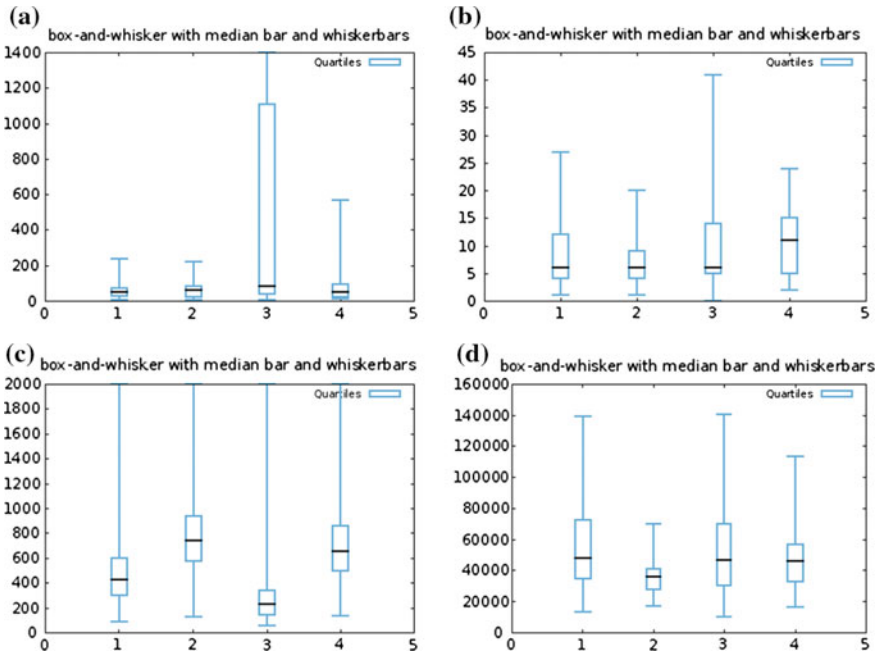 (a)
box-and-whisker with median bar and whiskerbars
Quartiles
1400
1200
1000
800
600
400
200
0
0 1 2 3 4 5
(b)
box-and-whisker with median bar and whiskerbars
Quartiles
45
40
35
30
25
20
15
10
5
0
0 1 2 3 4 5
(c)
box-and-whisker with median bar and whiskerbars
Quartiles
2000
1800
1600
1400
1200
1000
800
600
400
200
0
0 1 2 3 4 5
(d)
box-and-whisker with median bar and whiskerbars
Quartiles
160000
140000
120000
100000
80000
60000
40000
20000
0
0 1 2 3 4 5